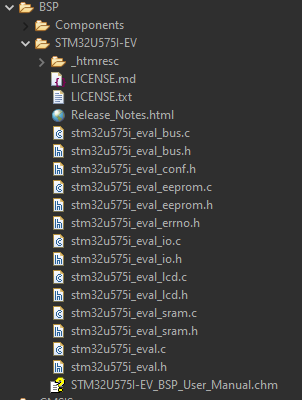 BSP
Components
STM32U575I-EV
_htmresc
LICENSE.md
LICENSE.txt
Release_Notes.html
stm32u575i_eval_bus.c
stm32u575i_eval_bus.h
stm32u575i_eval_conf.h
stm32u575i_eval_eeprom.c
stm32u575i_eval_eeprom.h
stm32u575i_eval_errno.h
stm32u575i_eval_io.c
stm32u575i_eval_io.h
stm32u575i_eval_lcd.c
stm32u575i_eval_lcd.h
stm32u575i_eval_sram.c
stm32u575i_eval_sram.h
stm32u575i_eval.c
stm32u575i_eval.h
STM32U575I-EV_BSP_User_Manual.chm